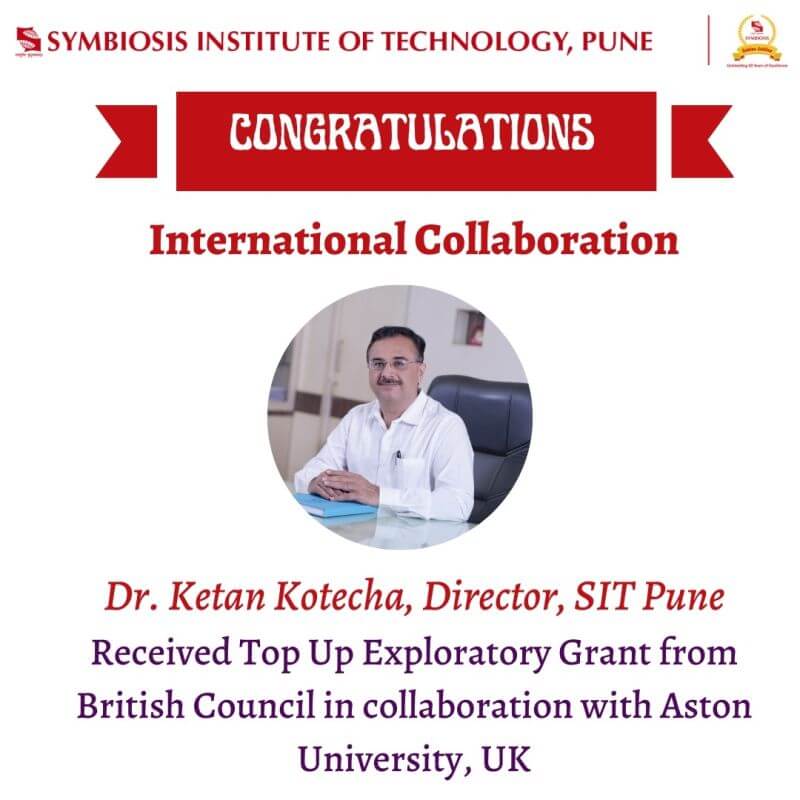 SYMBIOSIS INSTITUTE OF TECHNOLOGY, PUNE
SYMBIOSIS
CONGRATULATIONS
International Collaboration
Dr. Ketan Kotecha, Director, SIT Pune
Received Top Up Exploratory Grant from
British Council in collaboration with Aston
University, UK